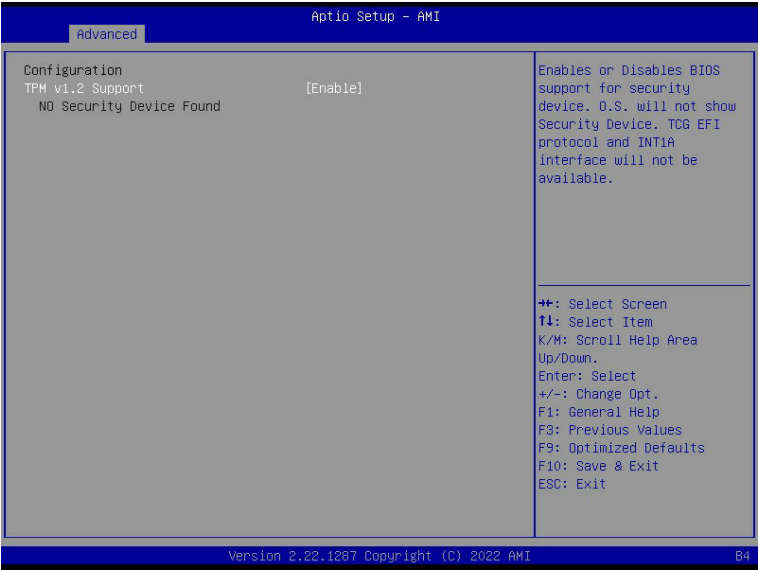 Aptio Setup – AMI
Advanced
Configuration
TPM v1.2 Support [Enable]
NO Security Device Found
Enables or Disables BIOS
support for security
device. O.S. will not show
Security Device. TCG EFI
protocol and INT1A
interface will not be
available.
→←: Select Screen
↑↓: Select Item
K/M: Scroll Help Area
Up/Down.
Enter: Select
+/-: Change Opt.
F1: General Help
F3: Previous Values
F9: Optimized Defaults
F10: Save & Exit
ESC: Exit
Version 2.22.1287 Copyright (C) 2022 AMI
B4